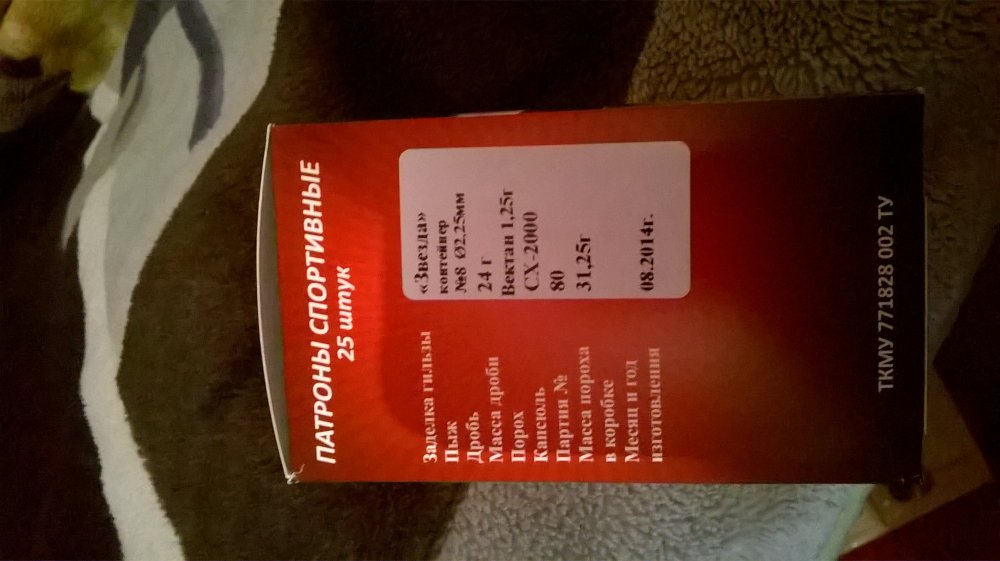 ПАТРОНЫ СПОРТИВНЫЕ
25 штук
Заделка гильзы «Звезда»
Пыж контейнер
Дробь №8 Ø2,25мм
Масса дроби 24 г
Порох Вектан 1,25г
Капсюль СХ-2000
Партия № 80
Масса пороха 31,25г
в коробке
Месяц и год 08.2014г.
изготовления
ТКМУ 771828 002 ТУ